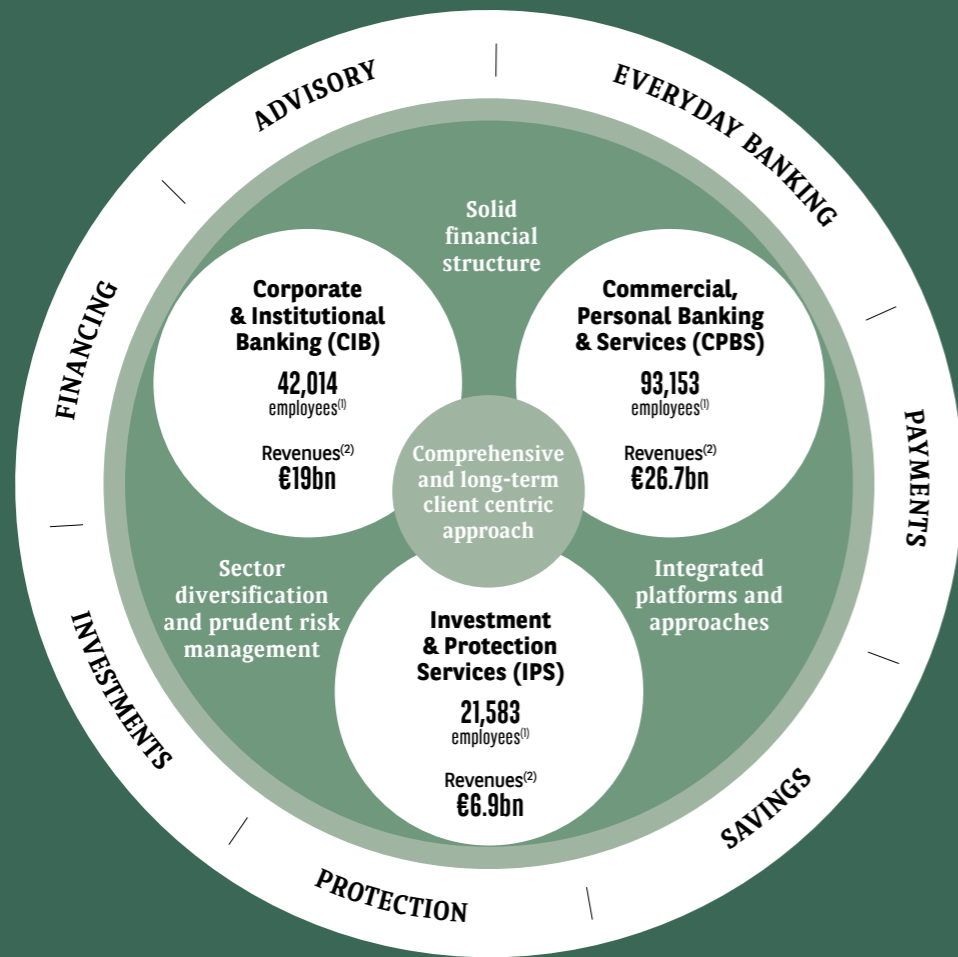 ADVISORY
EVERYDAY BANKING
PAYMENTS
SAVINGS
PROTECTION
INVESTMENTS
FINANCING
Solid
financial
structure
Corporate
& Institutional
Banking (CIB)
42,014
employees(1)
Revenues(2)
€19bn
Commercial,
Personal Banking
& Services (CPBS)
93,153
employees(1)
Revenues(2)
€26.7bn
Comprehensive
and long-term
client centric
approach
Sector
diversification
and prudent risk
management
Integrated
platforms and
approaches
Investment
& Protection
Services (IPS)
21,583
employees(1)
Revenues(2)
€6.9bn